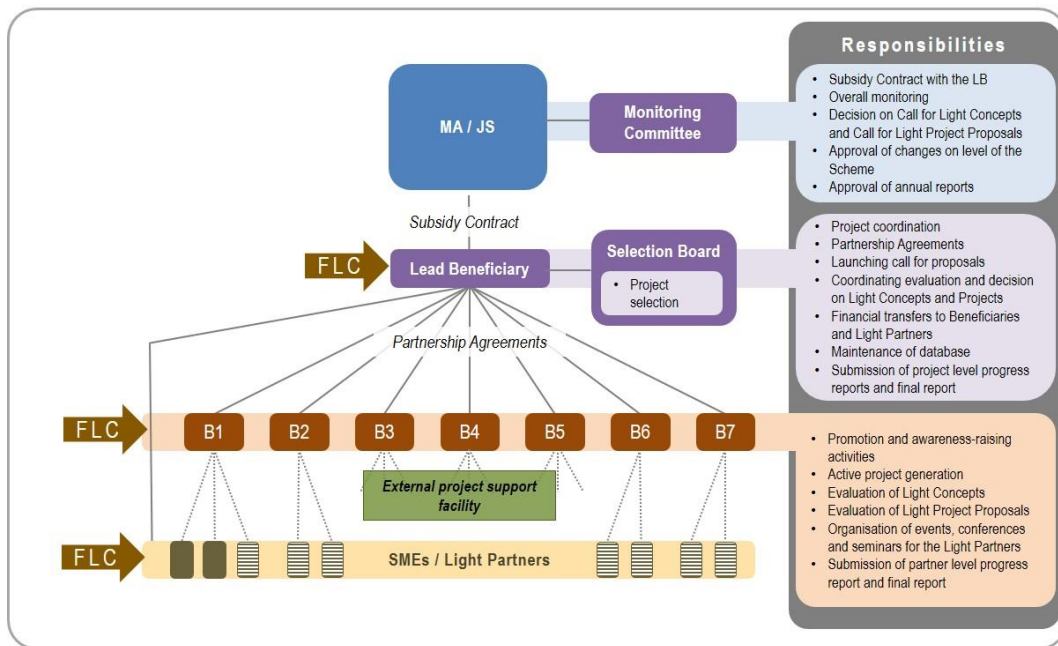 Responsibilities
MA / JS
Monitoring
Committee
• Subsidy Contract with the LB
• Overall monitoring
• Decision on Call for Light Concepts
and Call for Light Project Proposals
• Approval of changes on level of the
Scheme
• Approval of annual reports
Subsidy Contract
FLC
Lead Beneficiary
Selection Board
• Project
selection
• Project coordination
• Partnership Agreements
• Launching call for proposals
• Coordinating evaluation and decision
on Light Concepts and Projects
• Financial transfers to Beneficiaries
and Light Partners
• Maintenance of database
• Submission of project level progress
reports and final report
Partnership Agreements
FLC
B1
B2
B3
B4
B5
B6
B7
External project support
facility
• Promotion and awareness-raising
activities
• Active project generation
• Evaluation of Light Concepts
• Evaluation of Light Project Proposals
• Organisation of events, conferences
and seminars for the Light Partners
• Submission of partner level progress
report and final report
FLC
SMEs / Light Partners